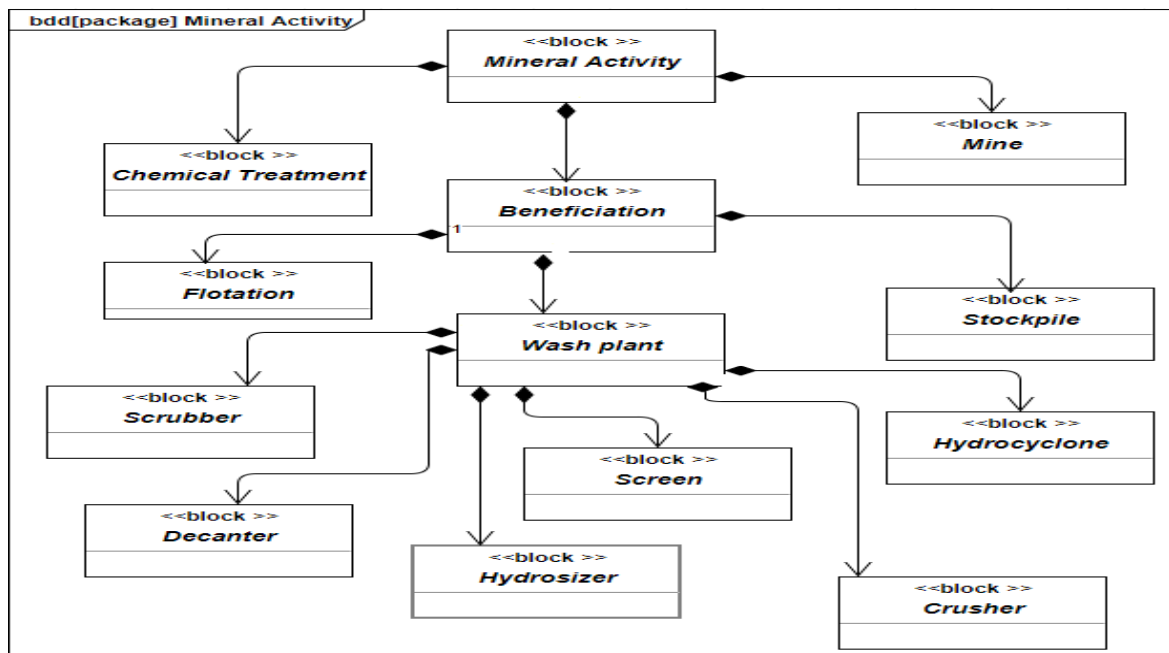 bdd[package] Mineral Activity
<<block >>
Mineral Activity
<<block >>
Mine
<<block >>
Chemical Treatment
<<block >>
Beneficiation
1
<<block >>
Flotation
<<block >>
Stockpile
<<block >>
Wash plant
<<block >>
Scrubber
<<block >>
Hydrocyclone
<<block >>
Screen
<<block >>
Decanter
<<block >>
Hydrosizer
<<block >>
Crusher